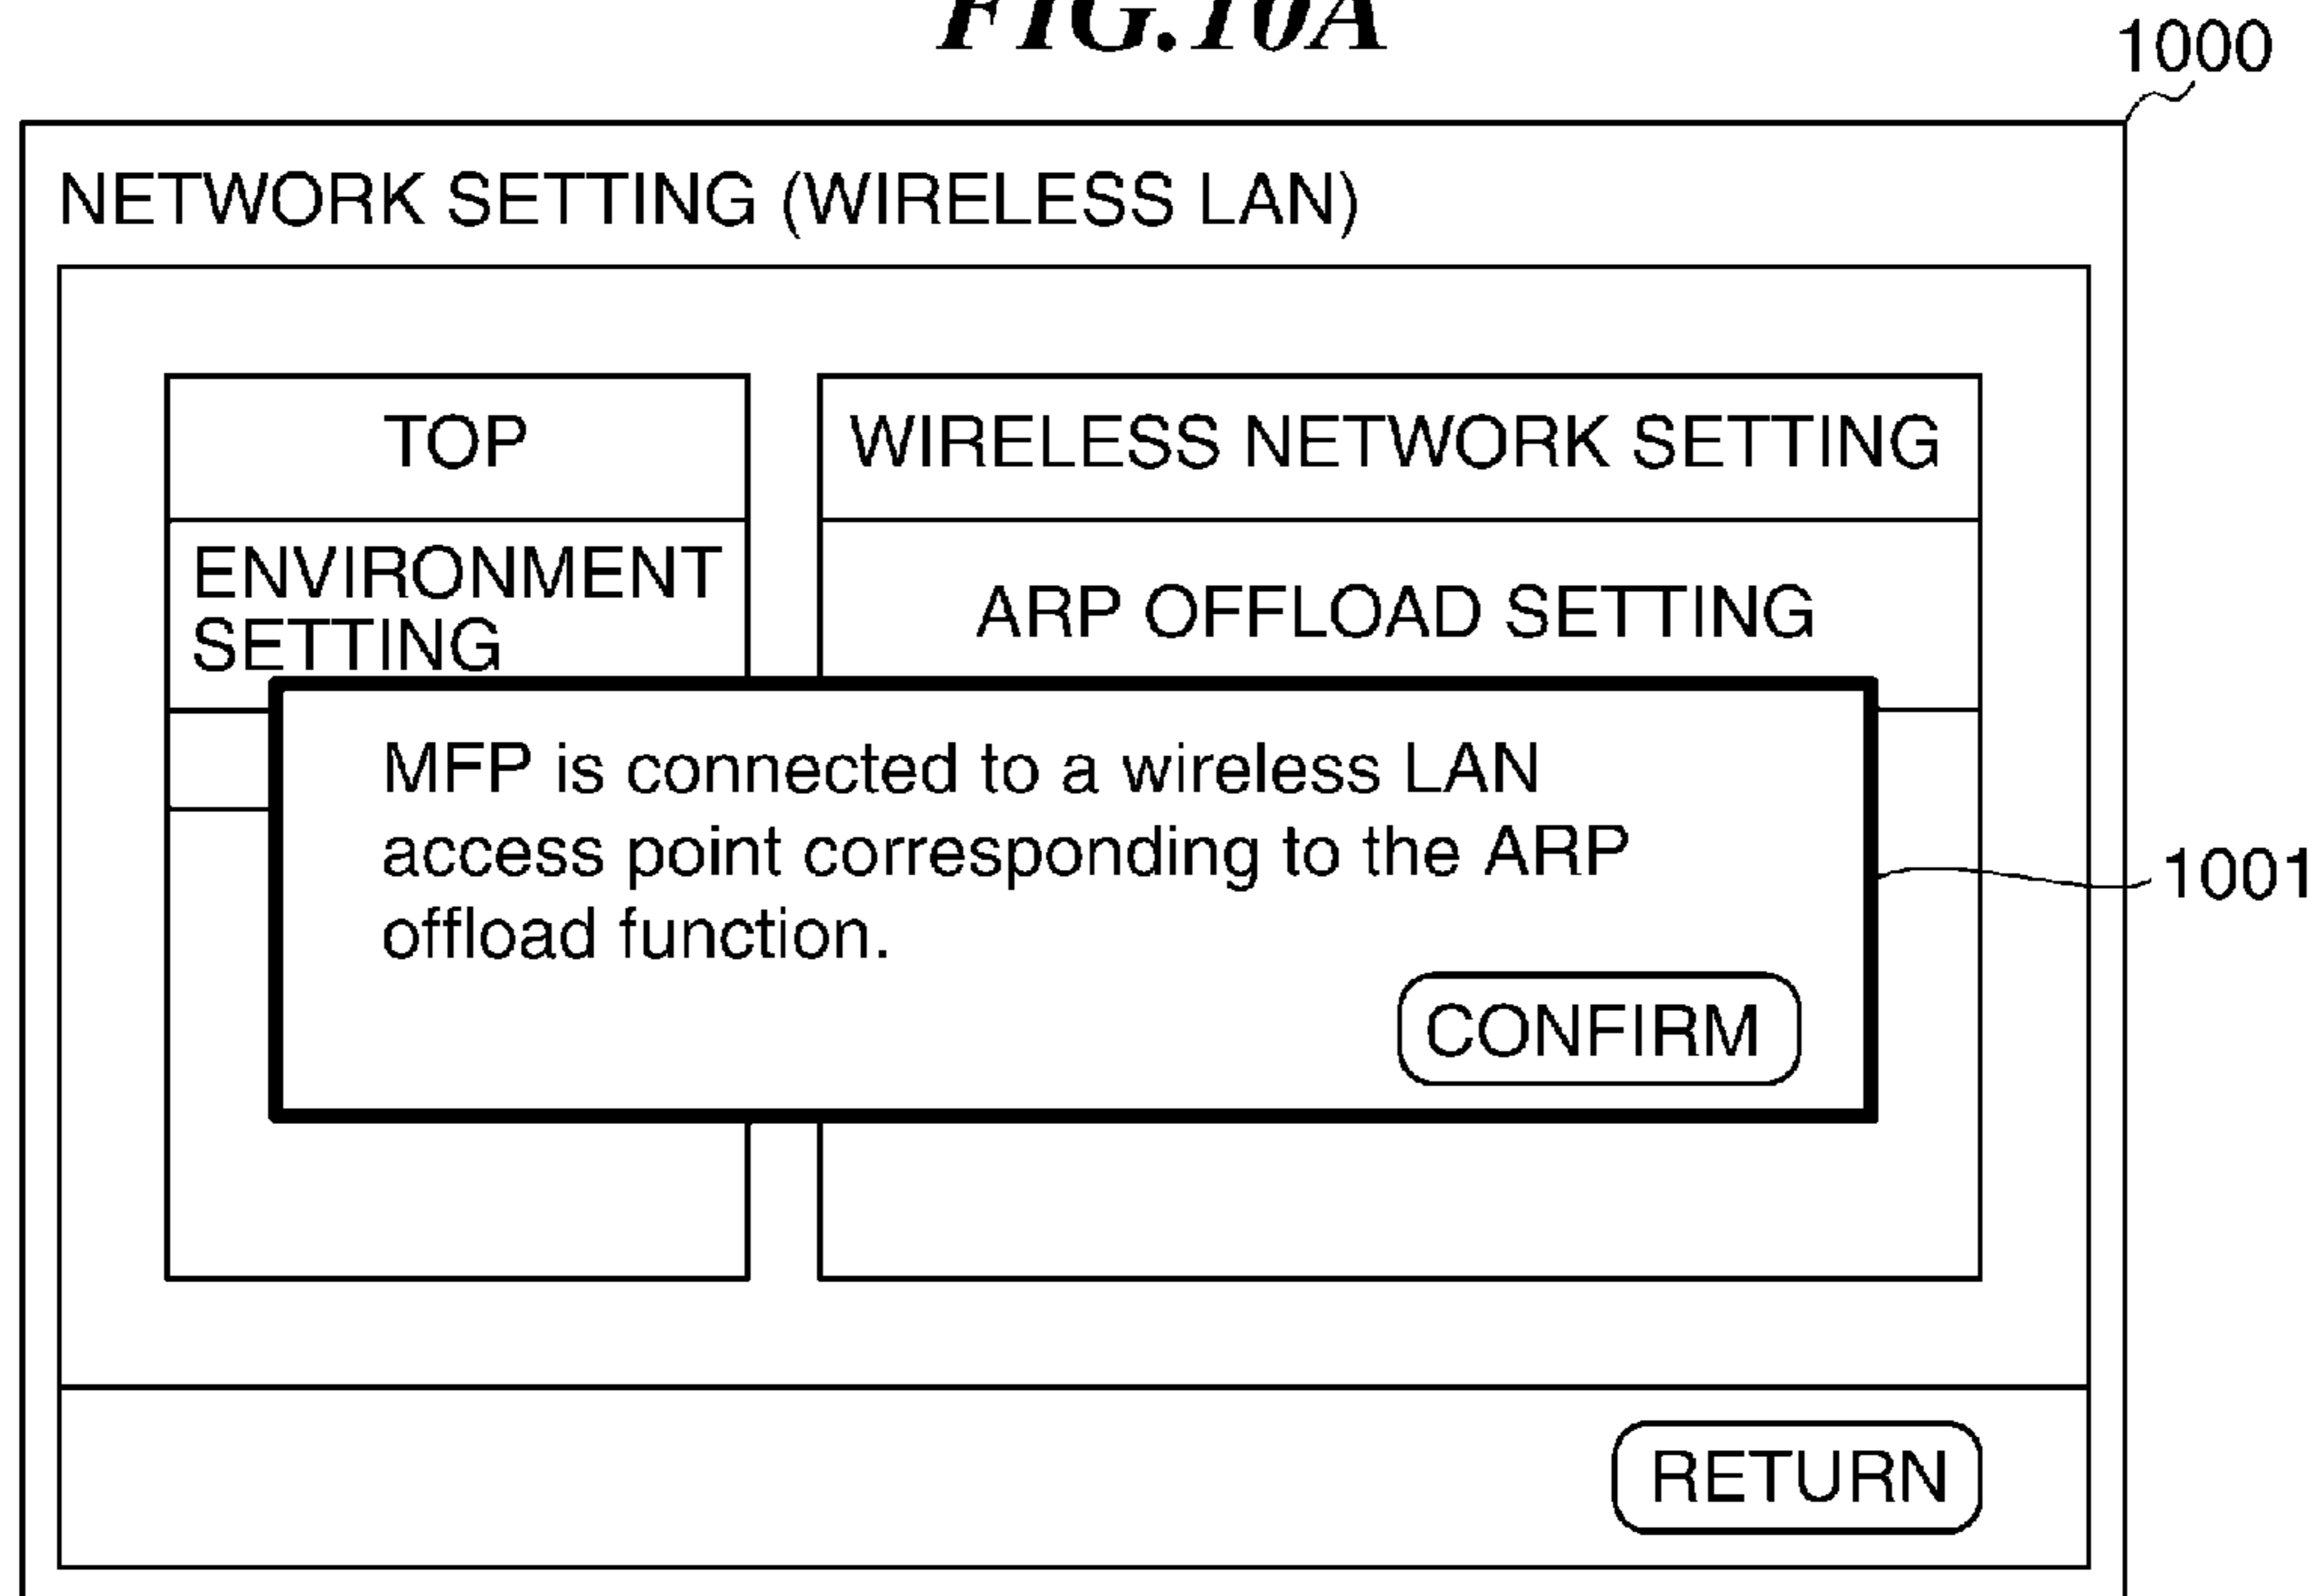 FIG.10A
1000
NETWORK SETTING (WIRELESS LAN)
TOP
WIRELESS NETWORK SETTING
ENVIRONMENT
SETTING
ARP OFFLOAD SETTING
MFP is connected to a wireless LAN
access point corresponding to the ARP
offload function.
1001
CONFIRM
RETURN